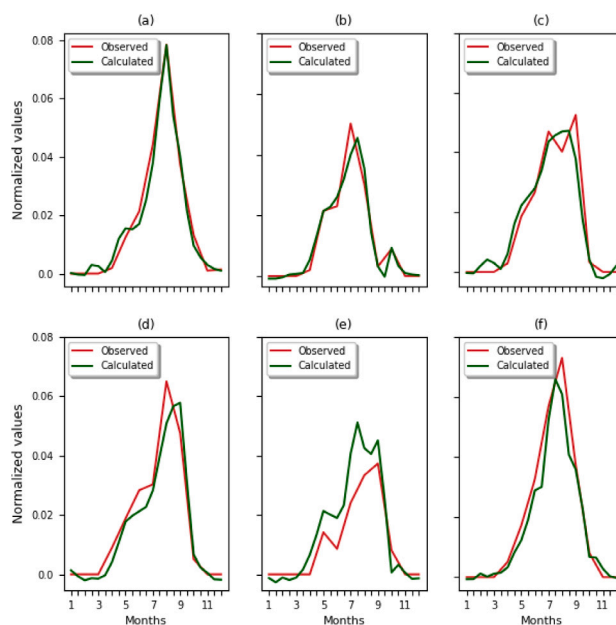 (a)
(b)
(c)
Observed
Calculated
Observed
Calculated
Observed
Calculated
0.08
0.06
0.04
0.02
0.0
Normalized values
(d)
(e)
(f)
Observed
Calculated
Observed
Calculated
Observed
Calculated
0.08
0.06
0.04
0.02
0.0
Normalized values
1 3 5 7 9 11
1 3 5 7 9 11
1 3 5 7 9 11
Months
Months
Months